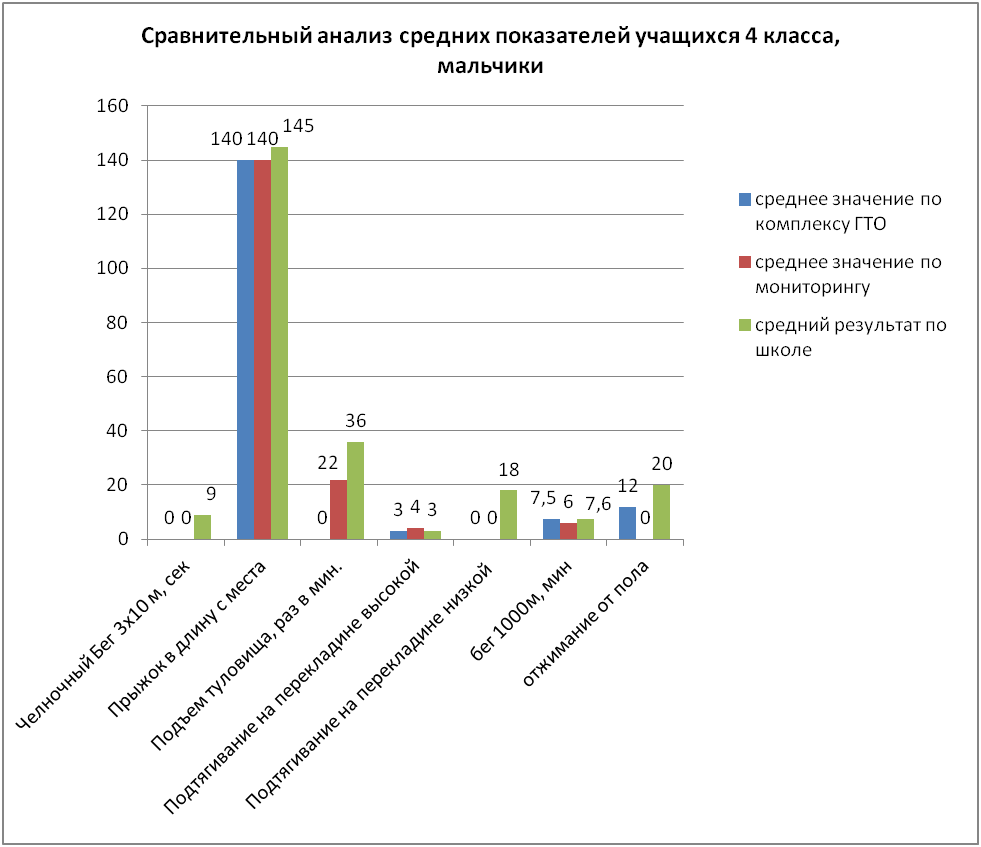 Сравнительный анализ средних показателей учащихся 4 класса,
мальчики
160
140
120
100
80
60
40
20
0
0 0 9
140 140 145
0 22 36
3 4 3
0 0 18
7,5 6 7,6
12 0 20
Челночный Бег 3х10 м, сек
Прыжок в длину с места
Подъем туловища, раз в мин.
Подтягивание на перекладине высокой
Подтягивание на перекладине низкой
бег 1000м, мин
отжимание от пола
среднее значение по
комплексу ГТО
среднее значение по
мониторингу
средний результат по
школе